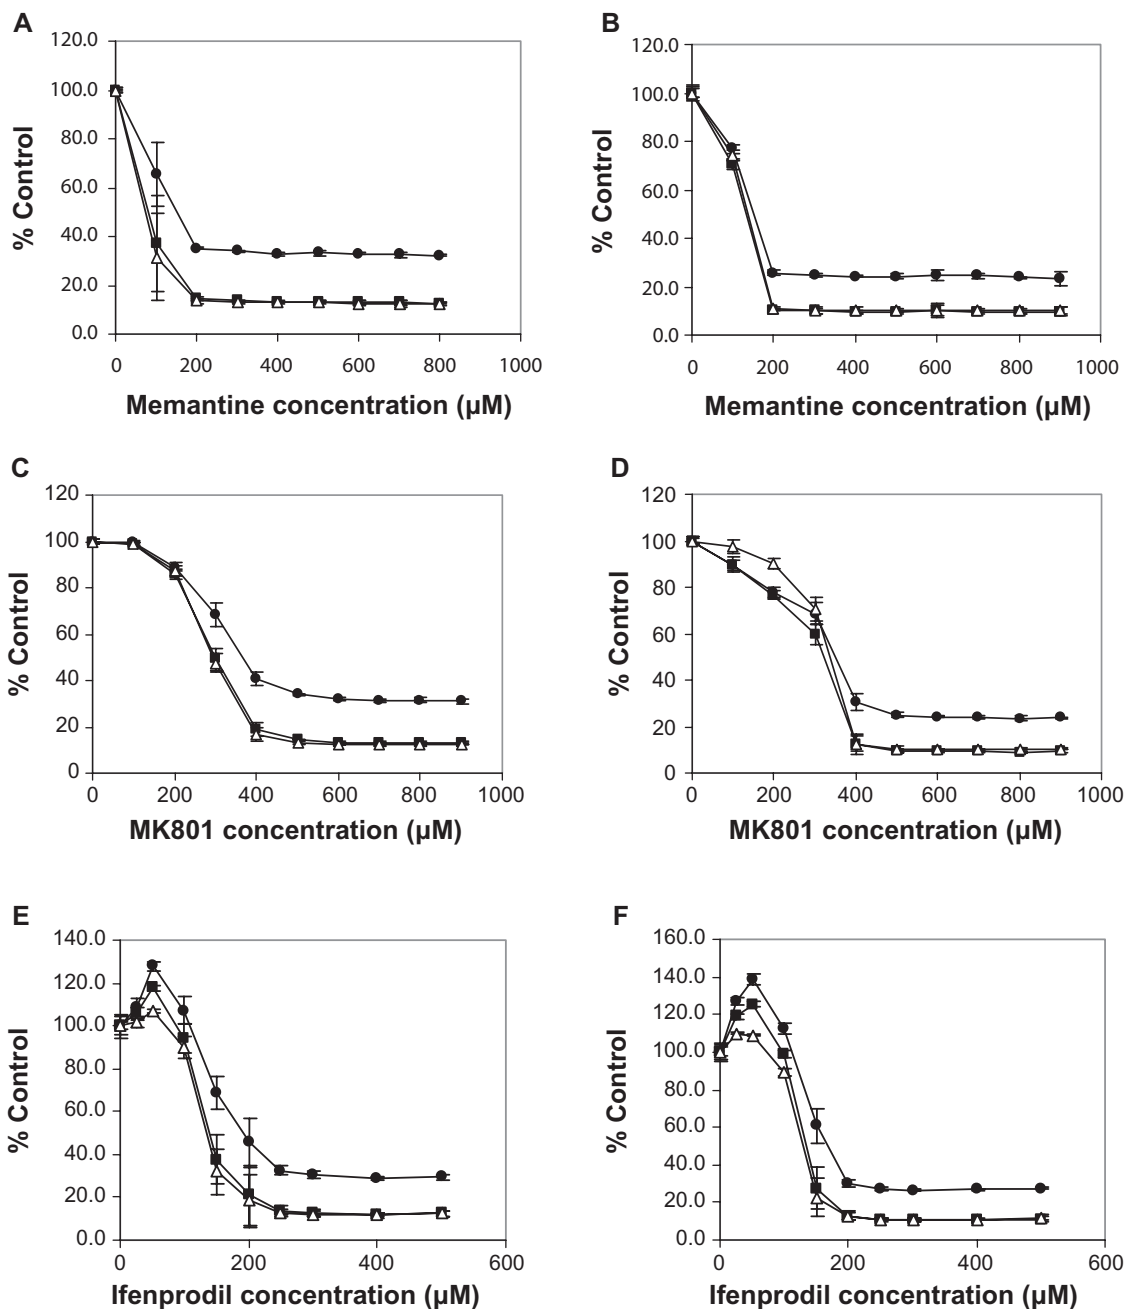 A
120.0
100.0
80.0
60.0
40.0
20.0
0.0
% Control
0 200 400 600 800 1000
Memantine concentration (µM)
B
120.0
100.0
80.0
60.0
40.0
20.0
0.0
% Control
0 200 400 600 800 1000
Memantine concentration (µM)
C
120
100
80
60
40
20
0
% Control
0 200 400 600 800 1000
MK801 concentration (µM)
D
120
100
80
60
40
20
0
% Control
0 200 400 600 800 1000
MK801 concentration (µM)
E
140.0
120.0
100.0
80.0
60.0
40.0
20.0
0.0
% Control
0 200 400 600
Ifenprodil concentration (µM)
F
160.0
140.0
120.0
100.0
80.0
60.0
40.0
20.0
0.0
% Control
0 200 400 600
Ifenprodil concentration (µM)